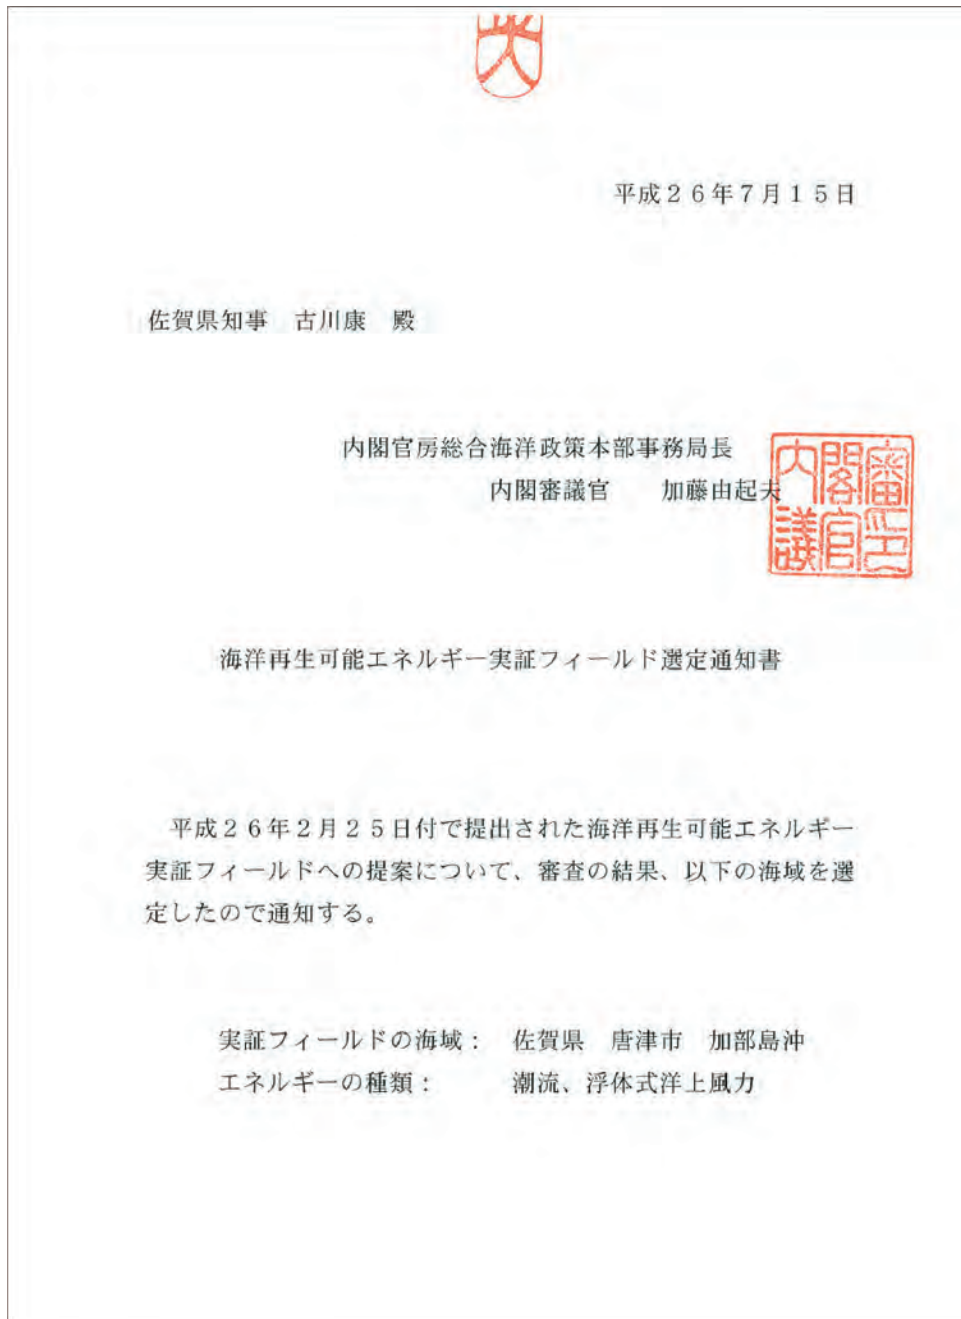 平成２６年７月１５日
佐賀県知事　古川康　殿
内閣官房総合海洋政策本部事務局長
内閣審議官　　加藤由起夫
内閣審
議官印
海洋再生可能エネルギー実証フィールド選定通知書
　平成２６年２月２５日付で提出された海洋再生可能エネルギー
実証フィールドへの提案について、審査の結果、以下の海域を選
定したので通知する。
実証フィールドの海域：　佐賀県　唐津市　加部島沖
エネルギーの種類：　　　潮流、浮体式洋上風力